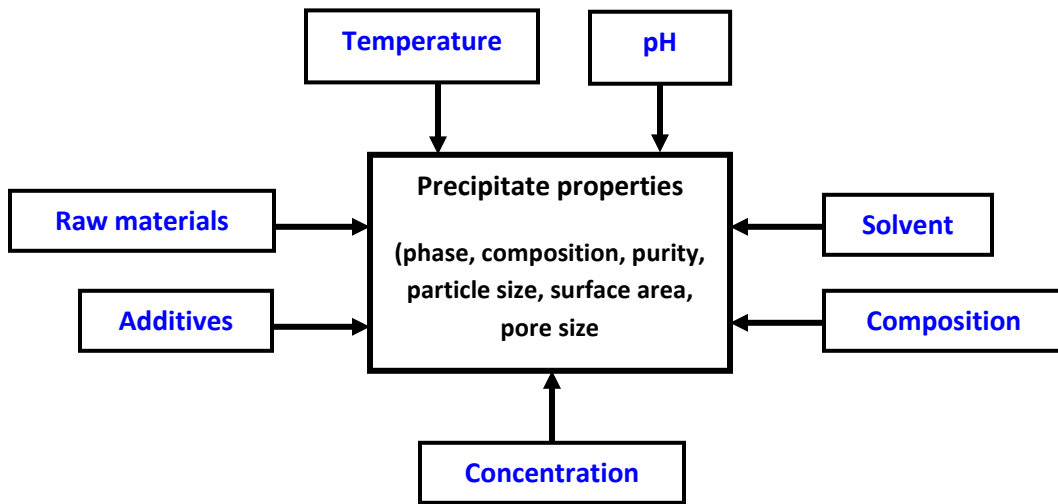 Temperature
pH
Precipitate properties
Raw materials
Solvent
(phase, composition, purity,
particle size, surface area,
Additives
Composition
pore size
Concentration